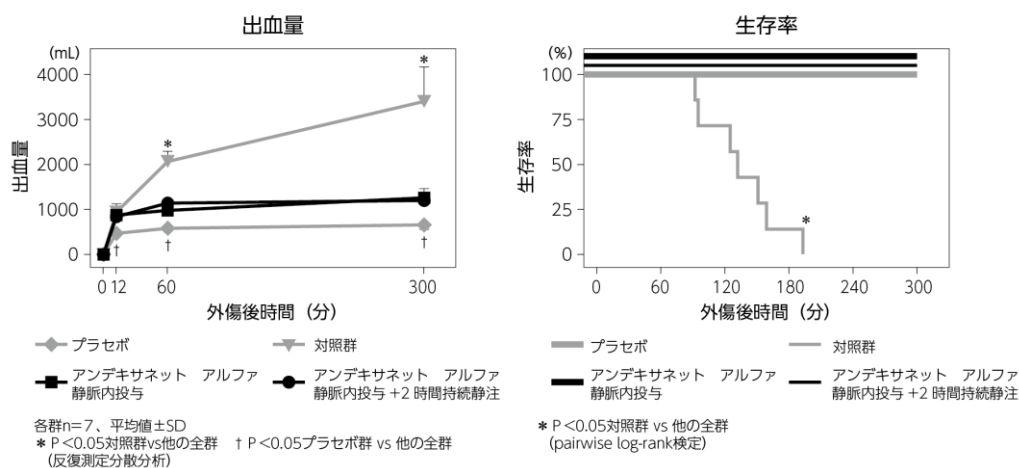 出血量
(mL)
4000
3000
2000
1000
0
出血量
*
*
†
†
†
0 12 60 300
外傷後時間（分）
プラセボ
対照群
アンデキサネット　アルファ
静脈内投与
アンデキサネット　アルファ
静脈内投与+2時間持続静注
各群n=7、平均値±SD
* P＜0.05対照群vs他の全群　† P＜0.05プラセボ群 vs 他の全群
（反復測定分散分析）
生存率
(%)
100
75
50
25
0
生存率
*
0 60 120 180 240 300
外傷後時間（分）
プラセボ
対照群
アンデキサネット　アルファ
静脈内投与
アンデキサネット　アルファ
静脈内投与+2時間持続静注
* P＜0.05対照群 vs 他の全群
（pairwise log-rank検定）